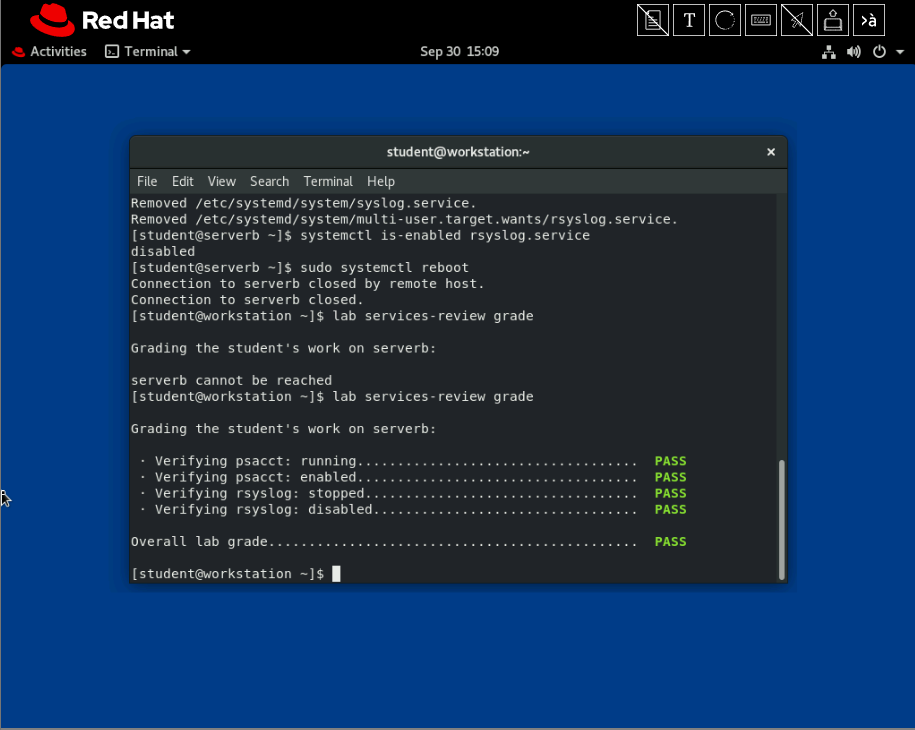 Red Hat
T
>à
Activities
Terminal
Sep 30 15:09
student@workstation:~
×
File Edit View Search Terminal Help
Removed /etc/systemd/system/syslog.service.
Removed /etc/systemd/system/multi-user.target.wants/rsyslog.service.
[student@serverb ~]$ systemctl is-enabled rsyslog.service
disabled
[student@serverb ~]$ sudo systemctl reboot
Connection to serverb closed by remote host.
Connection to serverb closed.
[student@workstation ~]$ lab services-review grade
Grading the student's work on serverb:
serverb cannot be reached
[student@workstation ~]$ lab services-review grade
Grading the student's work on serverb:
· Verifying psacct: running................................... PASS
· Verifying psacct: enabled................................... PASS
· Verifying rsyslog: stopped.................................. PASS
· Verifying rsyslog: disabled................................. PASS
Overall lab grade.............................................. PASS
[student@workstation ~]$